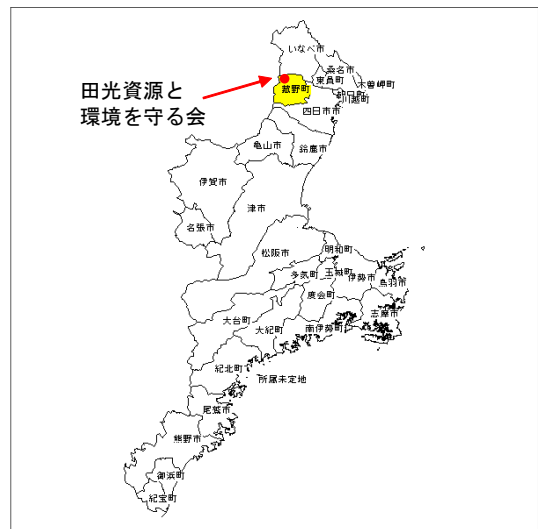 いなべ市
桑名市
東員町
木曽岬町
朝日町
川越町
菰野町
四日市市
田光資源と
環境を守る会
亀山市
鈴鹿市
伊賀市
津市
名張市
松阪市
明和町
多気町
玉城町
伊勢市
鳥羽市
度会町
志摩市
大台町
大紀町
南伊勢町
紀北町
所属未定地
尾鷲市
熊野市
御浜町
紀宝町